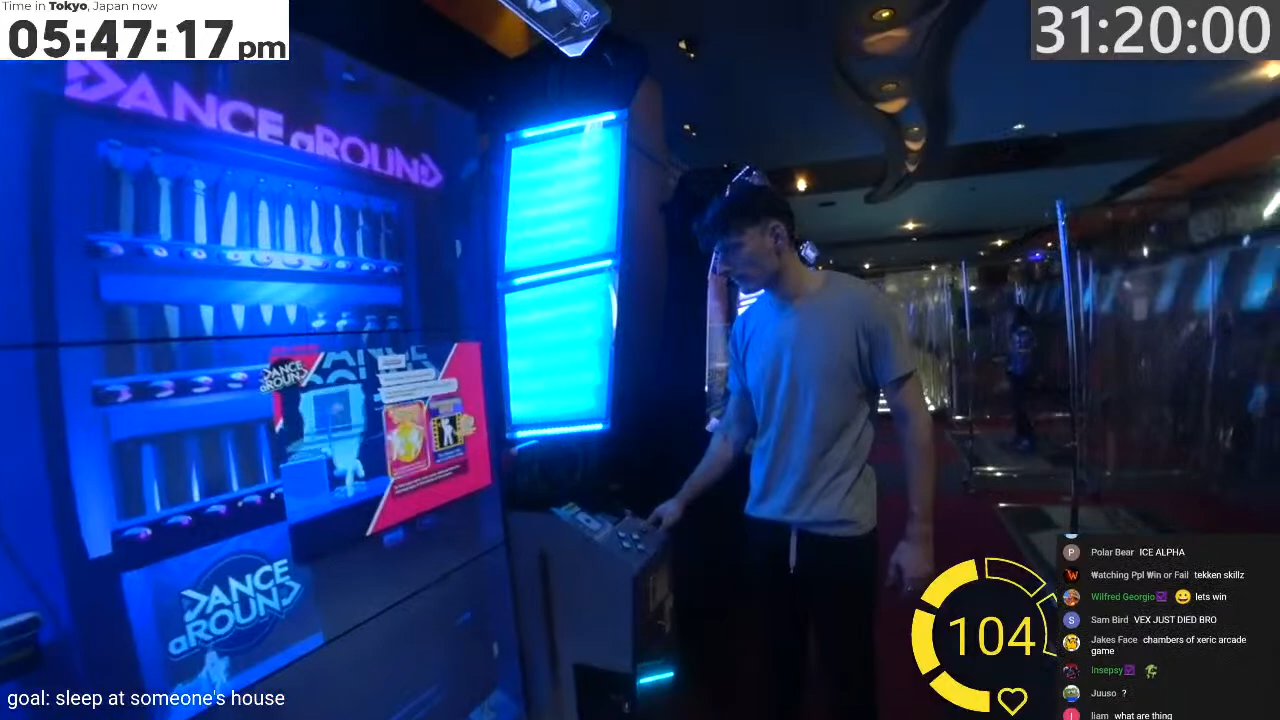 Time in Tokyo, Japan now
05:47:17 pm
31:20:00
DANCE aROUND
DANCE
aROUND
DANCE
aROUND
104
Polar Bear ICE ALPHA
Watching Ppl Win or Fail tekken skillz
Wilfred Georgio 😀 lets win
Sam Bird VEX JUST DIED BRO
Jakes Face chambers of xeric arcade
game
Insepsy
Juuso ?
liam what are thing
goal: sleep at someone's house